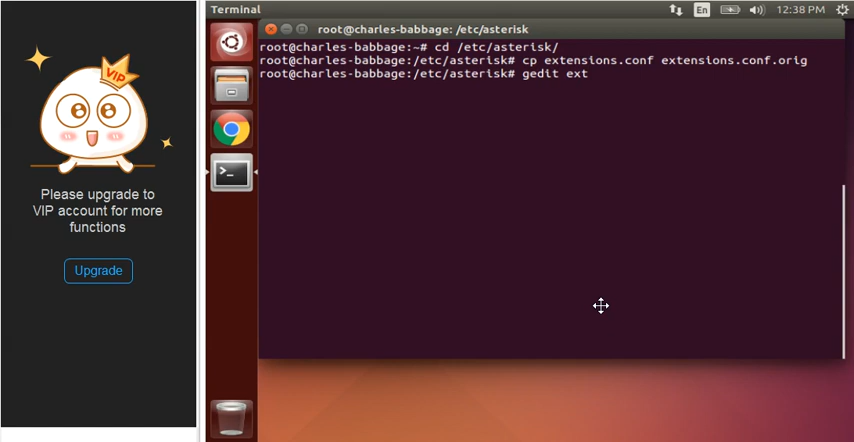 VIP
Please upgrade to
VIP account for more
functions
Upgrade
Terminal
En
12:38 PM
root@charles-babbage: /etc/asterisk
root@charles-babbage:~# cd /etc/asterisk/
root@charles-babbage:/etc/asterisk# cp extensions.conf extensions.conf.orig
root@charles-babbage:/etc/asterisk# gedit ext
>_